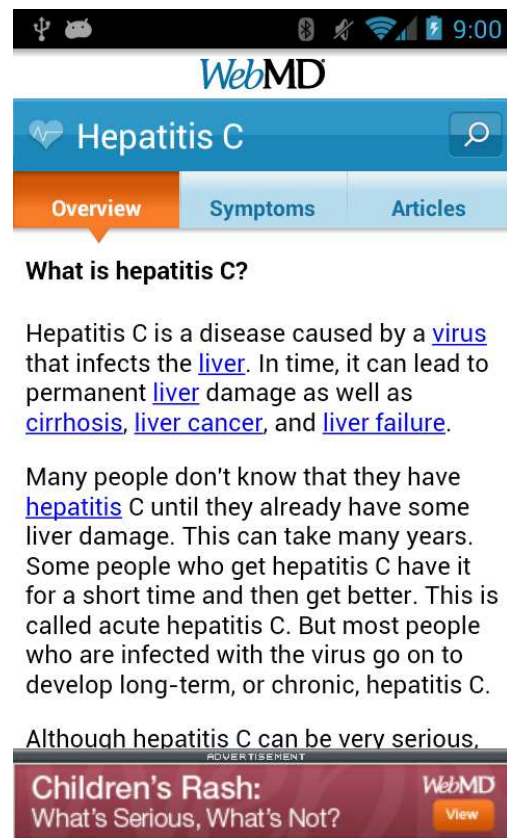 9:00
WebMD
Hepatitis C
Overview Symptoms Articles
What is hepatitis C?
Hepatitis C is a disease caused by a virus
that infects the liver. In time, it can lead to
permanent liver damage as well as
cirrhosis, liver cancer, and liver failure.
Many people don't know that they have
hepatitis C until they already have some
liver damage. This can take many years.
Some people who get hepatitis C have it
for a short time and then get better. This is
called acute hepatitis C. But most people
who are infected with the virus go on to
develop long-term, or chronic, hepatitis C.
Although hepatitis C can be very serious,
ADVERTISEMENT
Children's Rash:
What's Serious, What's Not?
WebMD
View